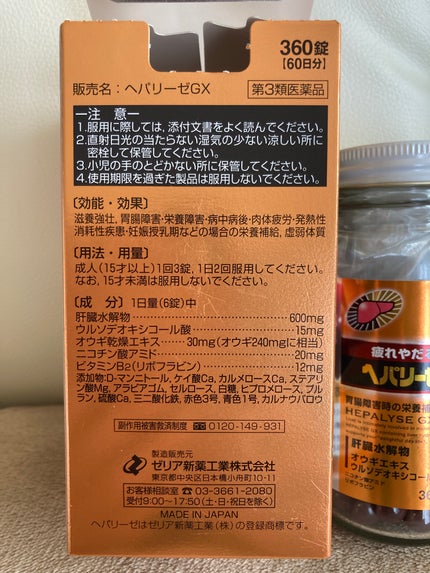 360錠
【60日分】
販売名：ヘパリーゼGX
第3類医薬品
ー注　意ー
1.服用に際しては、添付文書をよく読んでください。
2.直射日光の当たらない湿気の少ない涼しい所に
密栓して保管してください。
3.小児の手のとどかない所に保管してください。
4.使用期限を過ぎた製品は服用しないでください。
〔効能・効果〕
滋養強壮、胃腸障害・栄養障害・病中病後・肉体疲労・発熱性
消耗性疾患・妊娠授乳期などの場合の栄養補給、虚弱体質
〔用法・用量〕
成人（15才以上）1回3錠、1日2回服用してください。
なお、15才未満は服用しないでください。
〔成　分〕1日量（6錠）中
肝臓水解物 600mg
ウルソデオキシコール酸 15mg
オウギ乾燥エキス 30mg（オウギ240mgに相当）
ニコチン酸アミド 20mg
ビタミンB2（リボフラビン） 12mg
添加物：D-マンニトール、ケイ酸Ca、カルメロースCa、ステアリン
酸Mg、アラビアゴム、セルロース、白糖、ヒプロメロース、プル
ラン、硫酸Ca、三二酸化鉄、赤色3号、青色1号、カルナウバロウ
副作用被害救済制度 0120-149-931
製造販売元
ゼリア新薬工業株式会社
東京都中央区日本橋小舟町10-11
お客様相談室 ☎ 03-3661-2080
受付9:00〜17:50（土・日・祝日を除く）
MADE IN JAPAN
ヘパリーゼはゼリア新薬工業（株）の登録商標です。
疲れやだる
ヘパリーゼ
胃腸障害時の栄養補
HEPALYSE GX
肝臓水解物
オウギエキス
ウルソデオキシコール
ニコチン酸アミド
リボフラビン
36